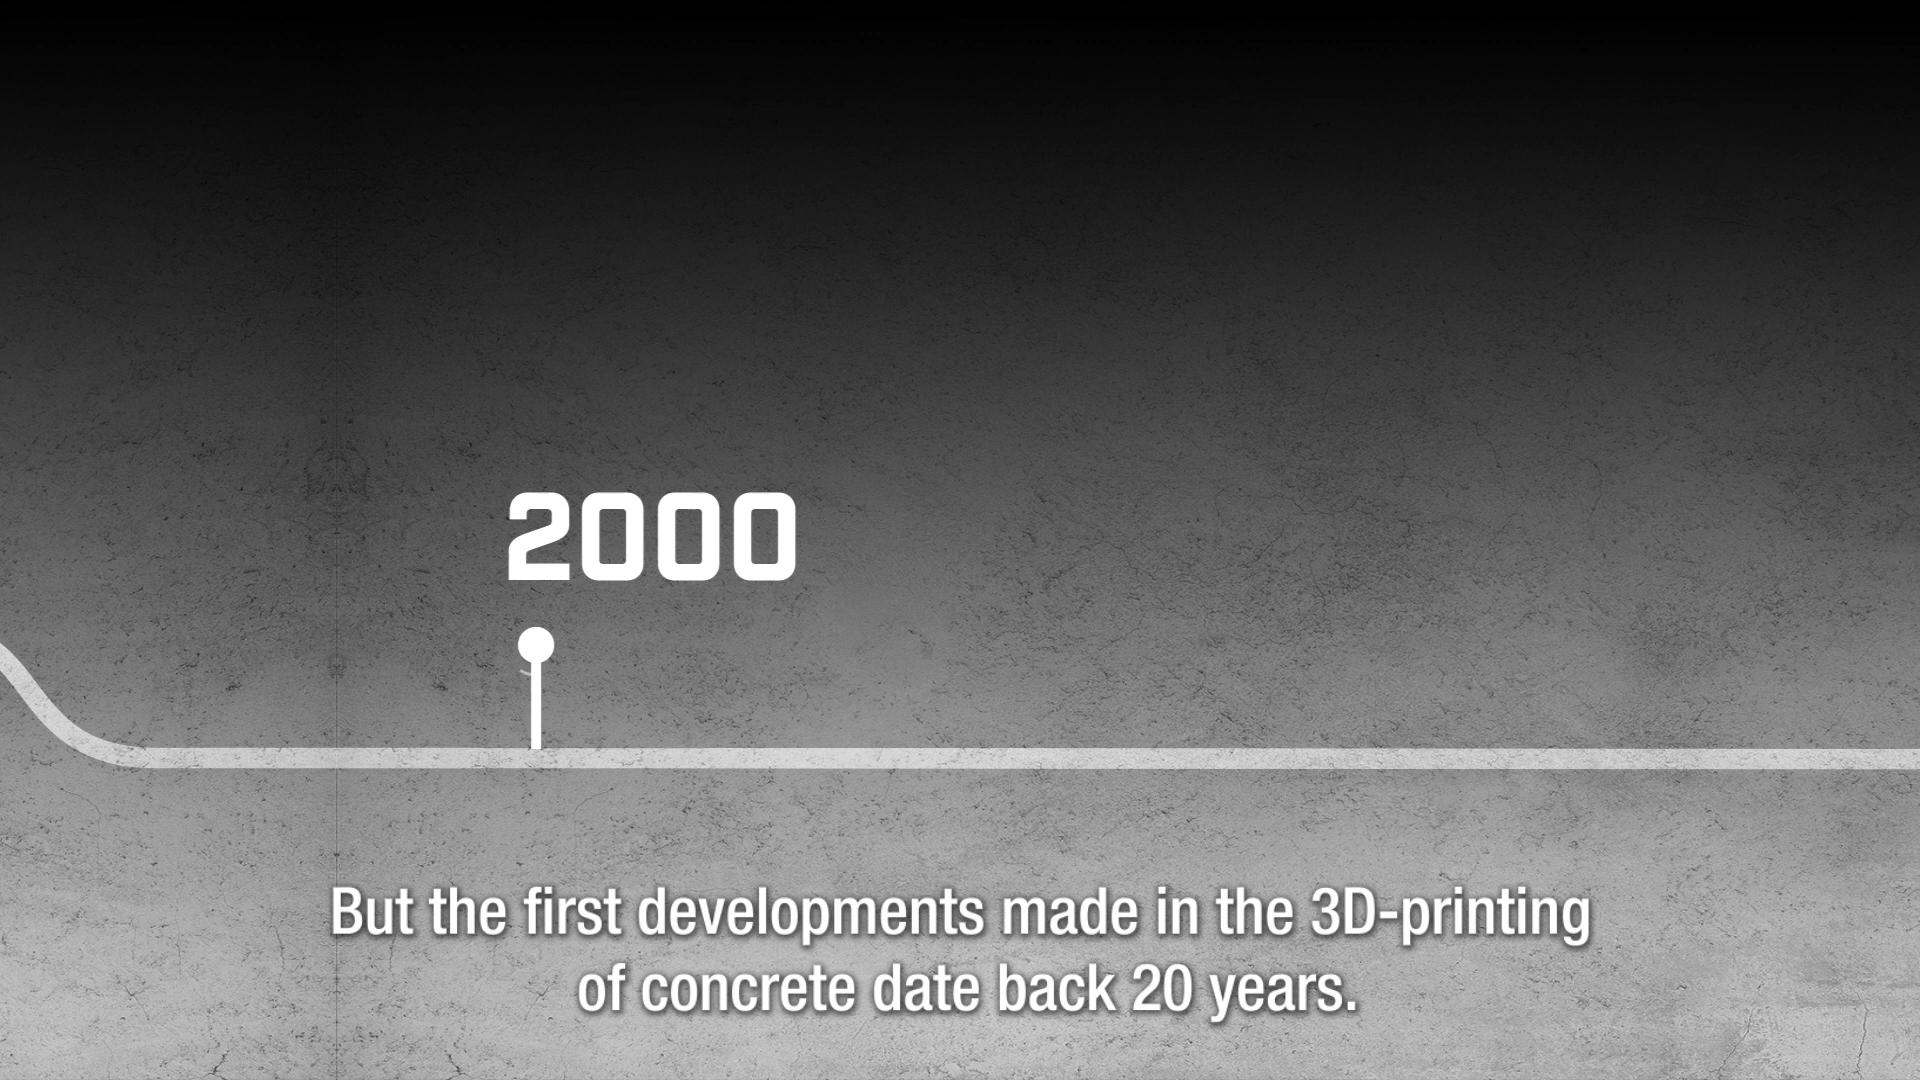 2000
But the first developments made in the 3D-printing
of concrete date back 20 years.